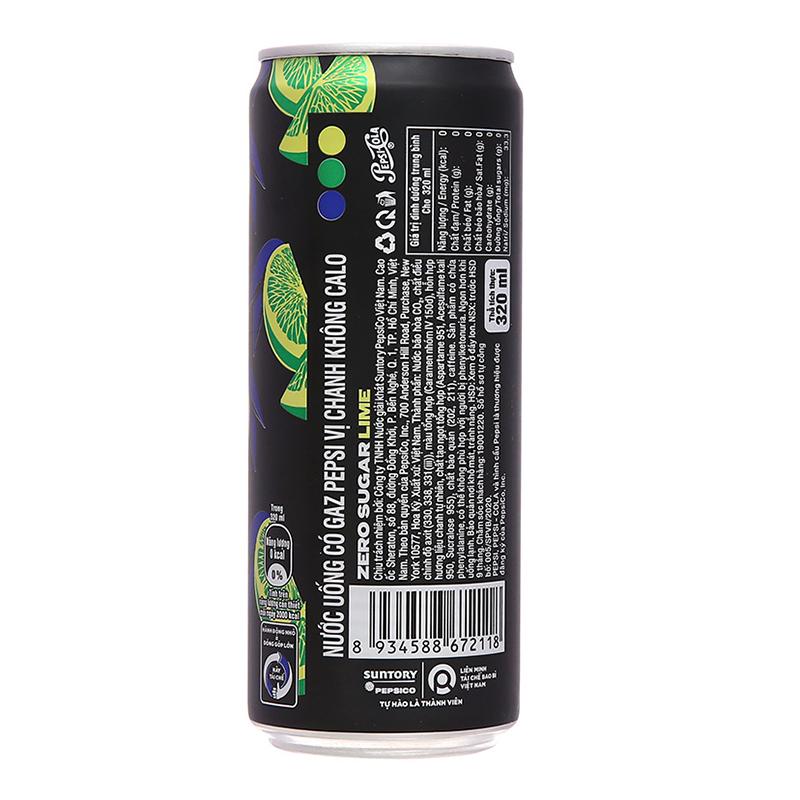 NƯỚC UỐNG CÓ GAZ PEPSI VỊ CHANH KHÔNG CALO
ZERO SUGAR LIME
Chịu trách nhiệm bởi: Công ty TNHH Nước giải khát Suntory PepsiCo Việt Nam. Cao
ốc Sheraton, số 88, đường Đồng Khởi, P. Bến Nghé, Q. 1, TP. Hồ Chí Minh, Việt
Nam. Theo bản quyền của PepsiCo, Inc., 700 Anderson Hill Road, Purchase, New
York 10577, Hoa Kỳ. Xuất xứ: Việt Nam. Thành phần: Nước bão hòa CO₂, chất điều
chỉnh độ axit (330, 338, 331(iii)), màu tổng hợp (Caramen nhóm IV 150d), hỗn hợp
hương liệu chanh tự nhiên, chất tạo ngọt tổng hợp (Aspartame 951, Acesulfame kali
950, Sucralose 955), chất bảo quản (202, 211), caffeine. Sản phẩm có chứa
phenylalanine, có thể không phù hợp với người bị phenylketonuria. Ngon hơn khi
uống lạnh. Bảo quản nơi khô mát, tránh nắng. HSD: Xem ở đáy lon. NSX: trước HSD
9 tháng. Chăm sóc khách hàng: 19001220. Số hồ sơ tự công
bố: 005/SPVB/2020.
PEPSI, PEPSI - COLA và hình cầu Pepsi là thương hiệu được
đăng ký của PepsiCo, Inc.
PEPSI-COLA
®
Giá trị dinh dưỡng trung bình
Cho 320 ml
Năng lượng / Energy (kcal): 0
Chất đạm/ Protein (g): 0
Chất béo/ Fat (g): 0
Chất béo bão hòa/ Sat.Fat (g): 0
Carbohydrate (g): 0
Đường tổng/Total sugars (g): 0
Natri/ Sodium (mg): 33,3
Thể tích thực:
320 ml
Trong
320 ml
Năng lượng
0 kcal
0 %
Tính trên
năng lượng cần thiết
mỗi ngày 2000 kcal
HÀNH ĐỘNG NHỎ
ĐÓNG GÓP LỚN
HÃY
TÁI CHẾ
8 934588 672118
SUNTORY
PEPSICO
LIÊN MINH
TÁI CHẾ BAO BÌ
VIỆT NAM
TỰ HÀO LÀ THÀNH VIÊN